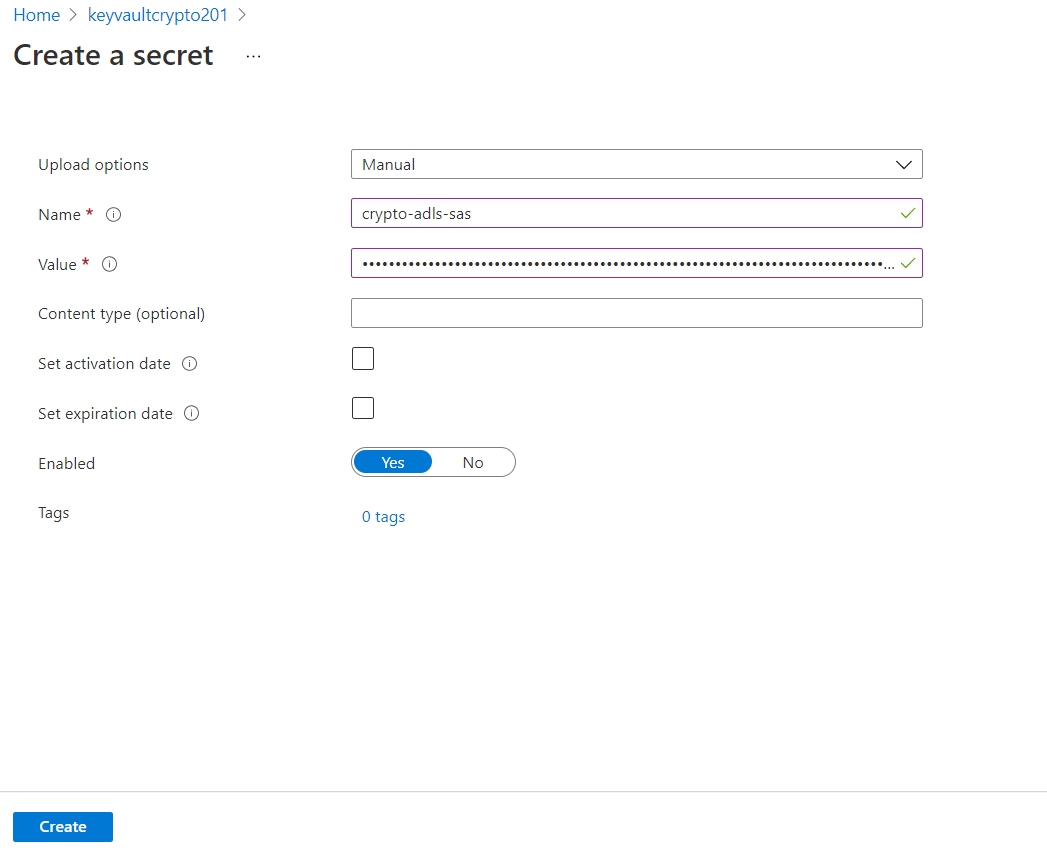 Home > keyvaultcrypto201 >
Create a secret ...
Upload options Manual
Name * crypto-adls-sas
Value * ••••••••••••••••••••••••••••••••••••••••••••••••••••••••••••••••••••••••••••••••...
Content type (optional)
Set activation date
Set expiration date
Enabled Yes No
Tags 0 tags
Create